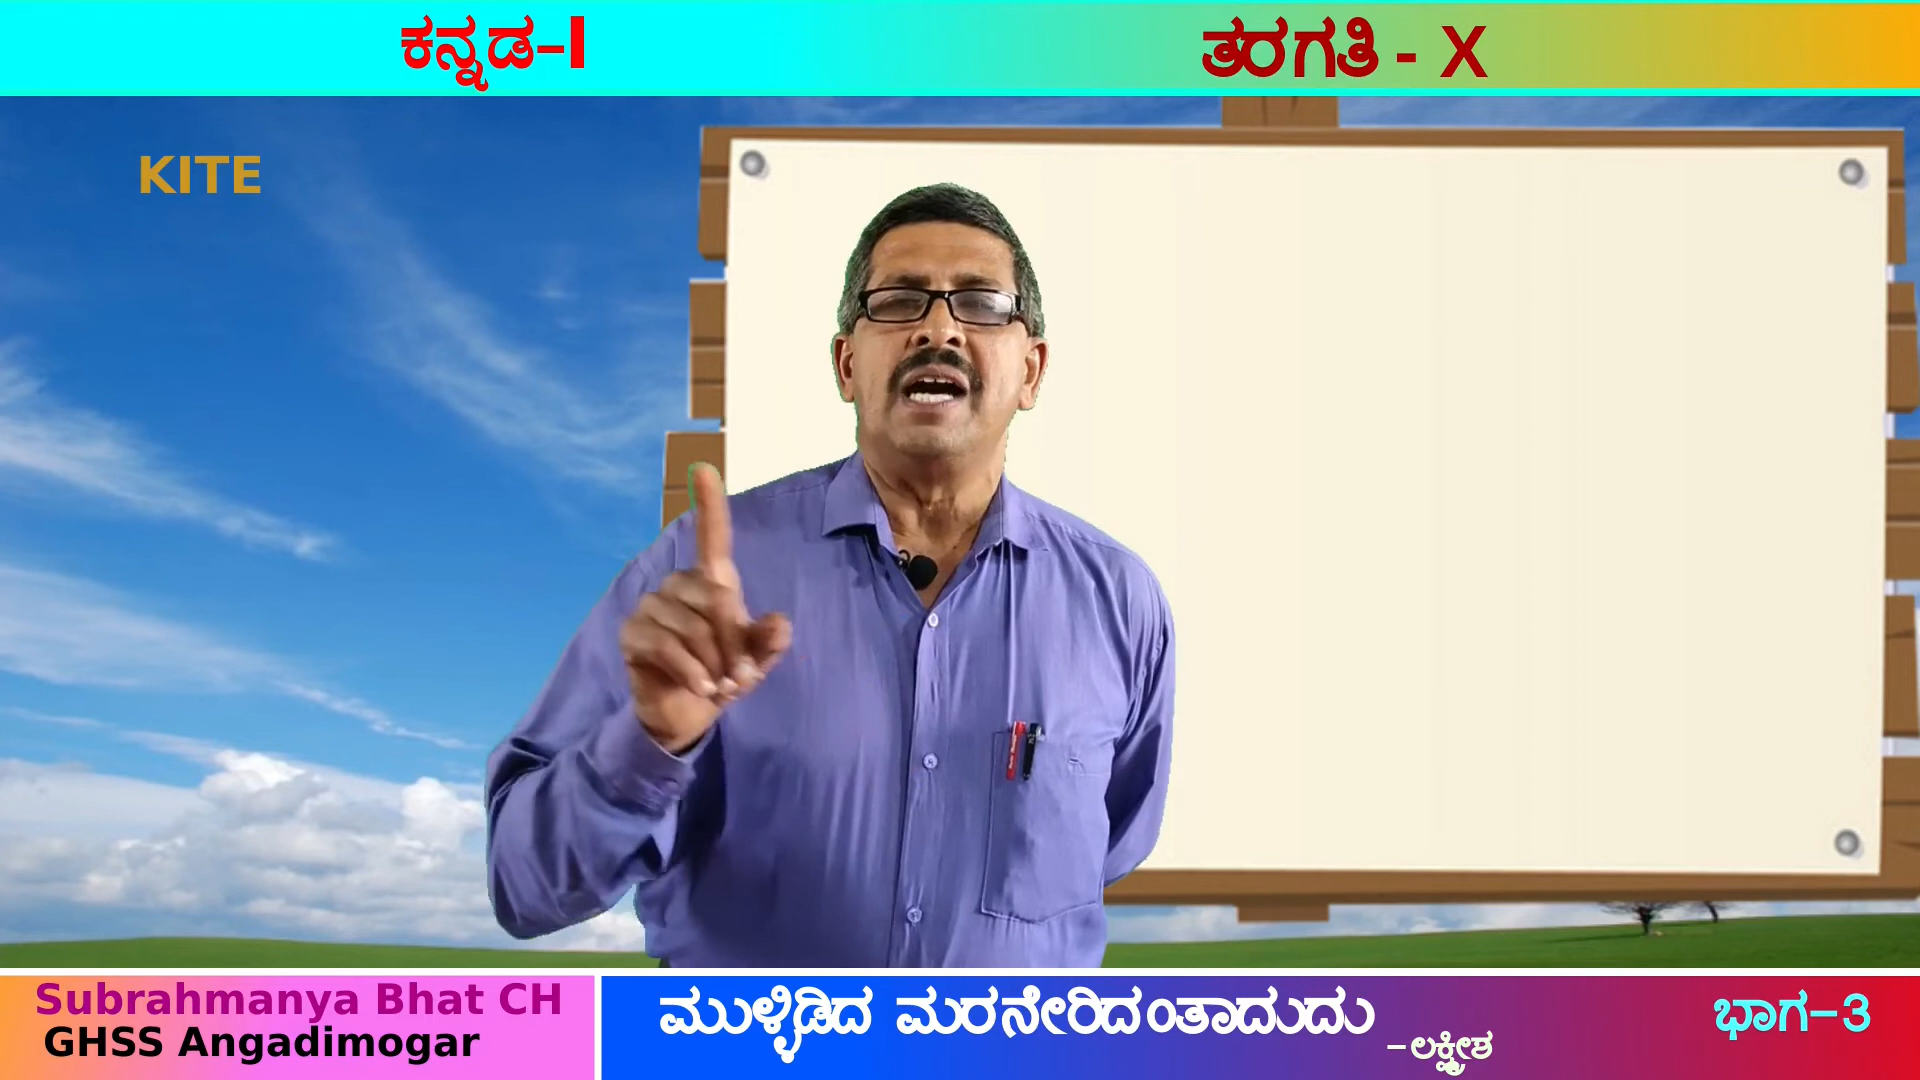 ಕನ್ನಡ-I
ತರಗತಿ - X
KITE
Subrahmanya Bhat CH
GHSS Angadimogar
ಮುಳ್ಳಿಡಿದ ಮರನೇರಿದಂತಾದುದು
-ಲಕ್ಷ್ಮೀಶ
ಭಾಗ-3